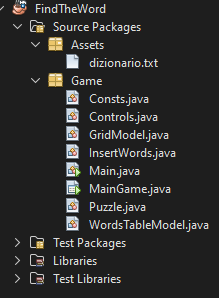 FindTheWord
Source Packages
Assets
dizionario.txt
Game
Consts.java
Controls.java
GridModel.java
InsertWords.java
Main.java
MainGame.java
Puzzle.java
WordsTableModel.java
Test Packages
Libraries
Test Libraries